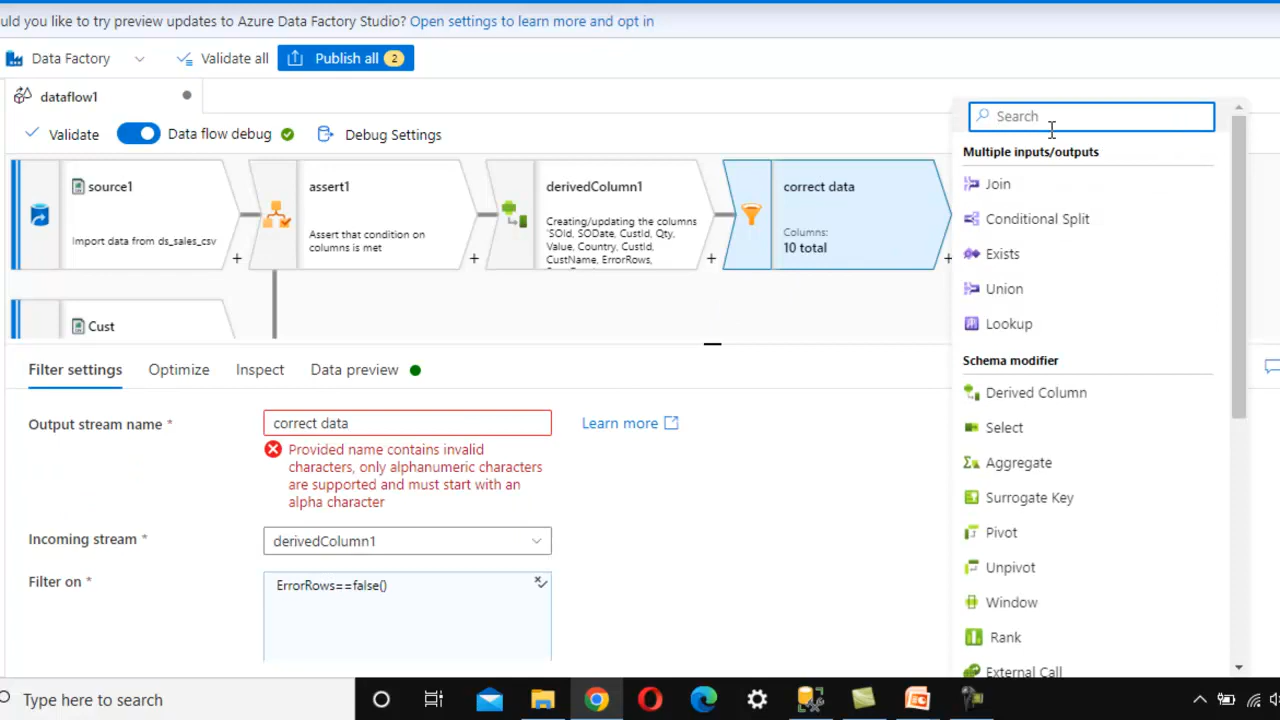 ould you like to try preview updates to Azure Data Factory Studio? Open settings to learn more and opt in
Data Factory
Validate all
Publish all 2
dataflow1
Validate
Data flow debug
Debug Settings
source1
Import data from ds_sales_csv
+
assert1
Assert that condition on
columns is met
+
derivedColumn1
Creating/updating the columns
'SOId, SODate, CustId, Qty,
Value, Country, CustId,
CustName, ErrorRows,
+
correct data
Columns:
10 total
+
Cust
Search
Multiple inputs/outputs
Join
Conditional Split
Exists
Union
Lookup
Schema modifier
Derived Column
Select
Aggregate
Surrogate Key
Pivot
Unpivot
Window
Rank
External Call
Filter settings
Optimize
Inspect
Data preview
Output stream name *
correct data
Learn more
Provided name contains invalid
characters, only alphanumeric characters
are supported and must start with an
alpha character
Incoming stream *
derivedColumn1
Filter on *
ErrorRows==false()
Type here to search